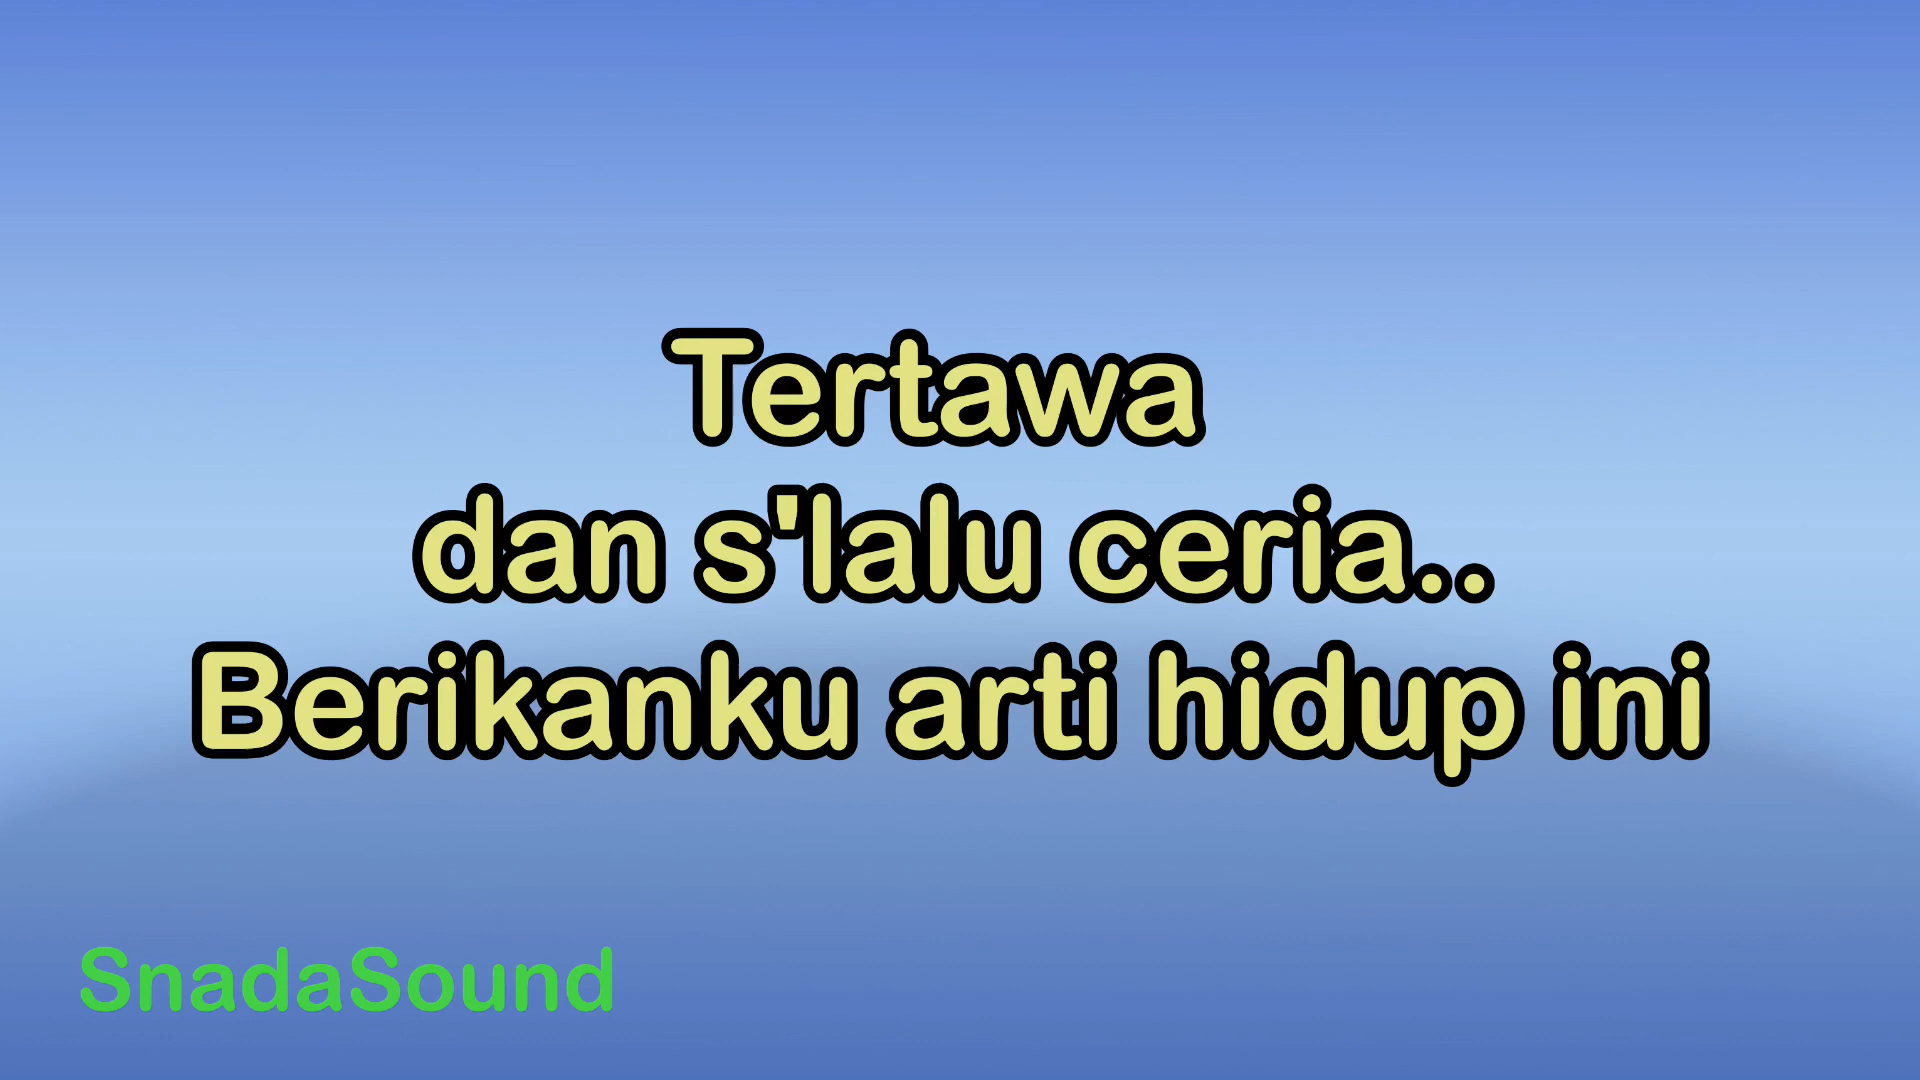 Tertawa
dan s'lalu ceria..
Berikanku arti hidup ini
SnadaSound